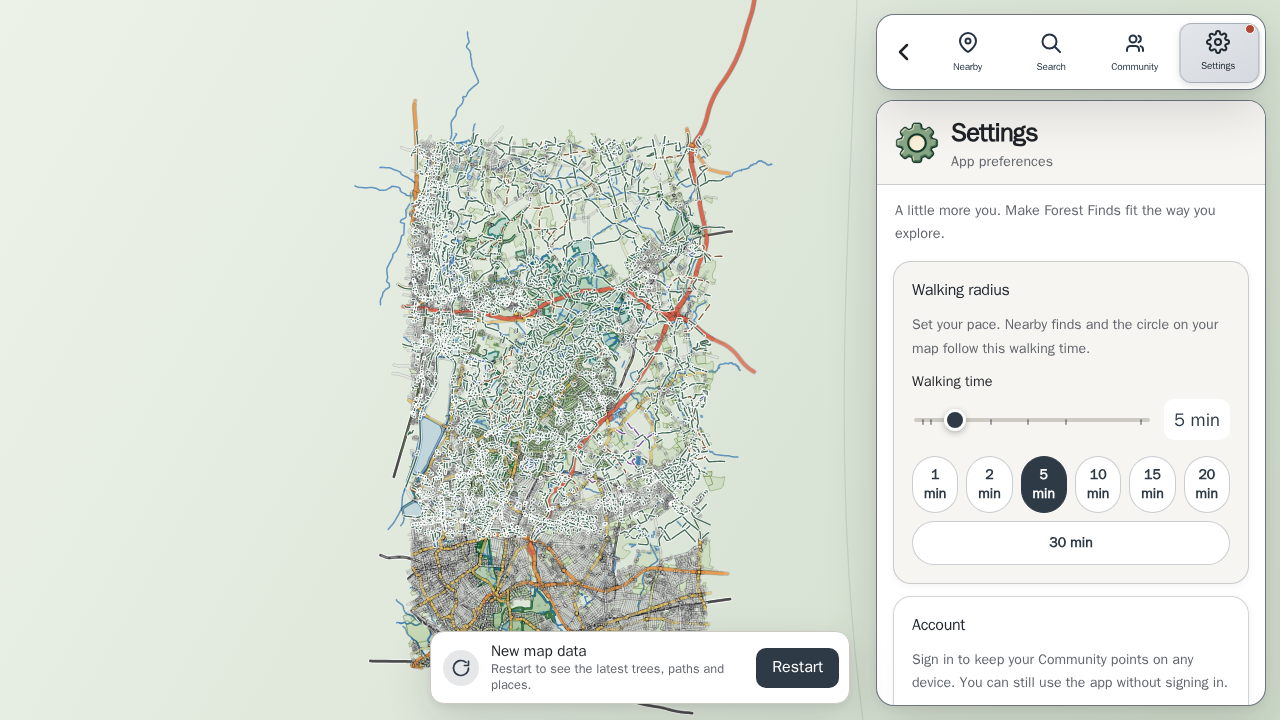 Nearby
Search
Community
Settings
Settings
App preferences
A little more you. Make Forest Finds fit the way you
explore.
Walking radius
Set your pace. Nearby finds and the circle on your
map follow this walking time.
Walking time
5 min
1
min
2
min
5
min
10
min
15
min
20
min
30 min
Account
Sign in to keep your Community points on any
device. You can still use the app without signing in.
New map data
Restart to see the latest trees, paths and
places.
Restart